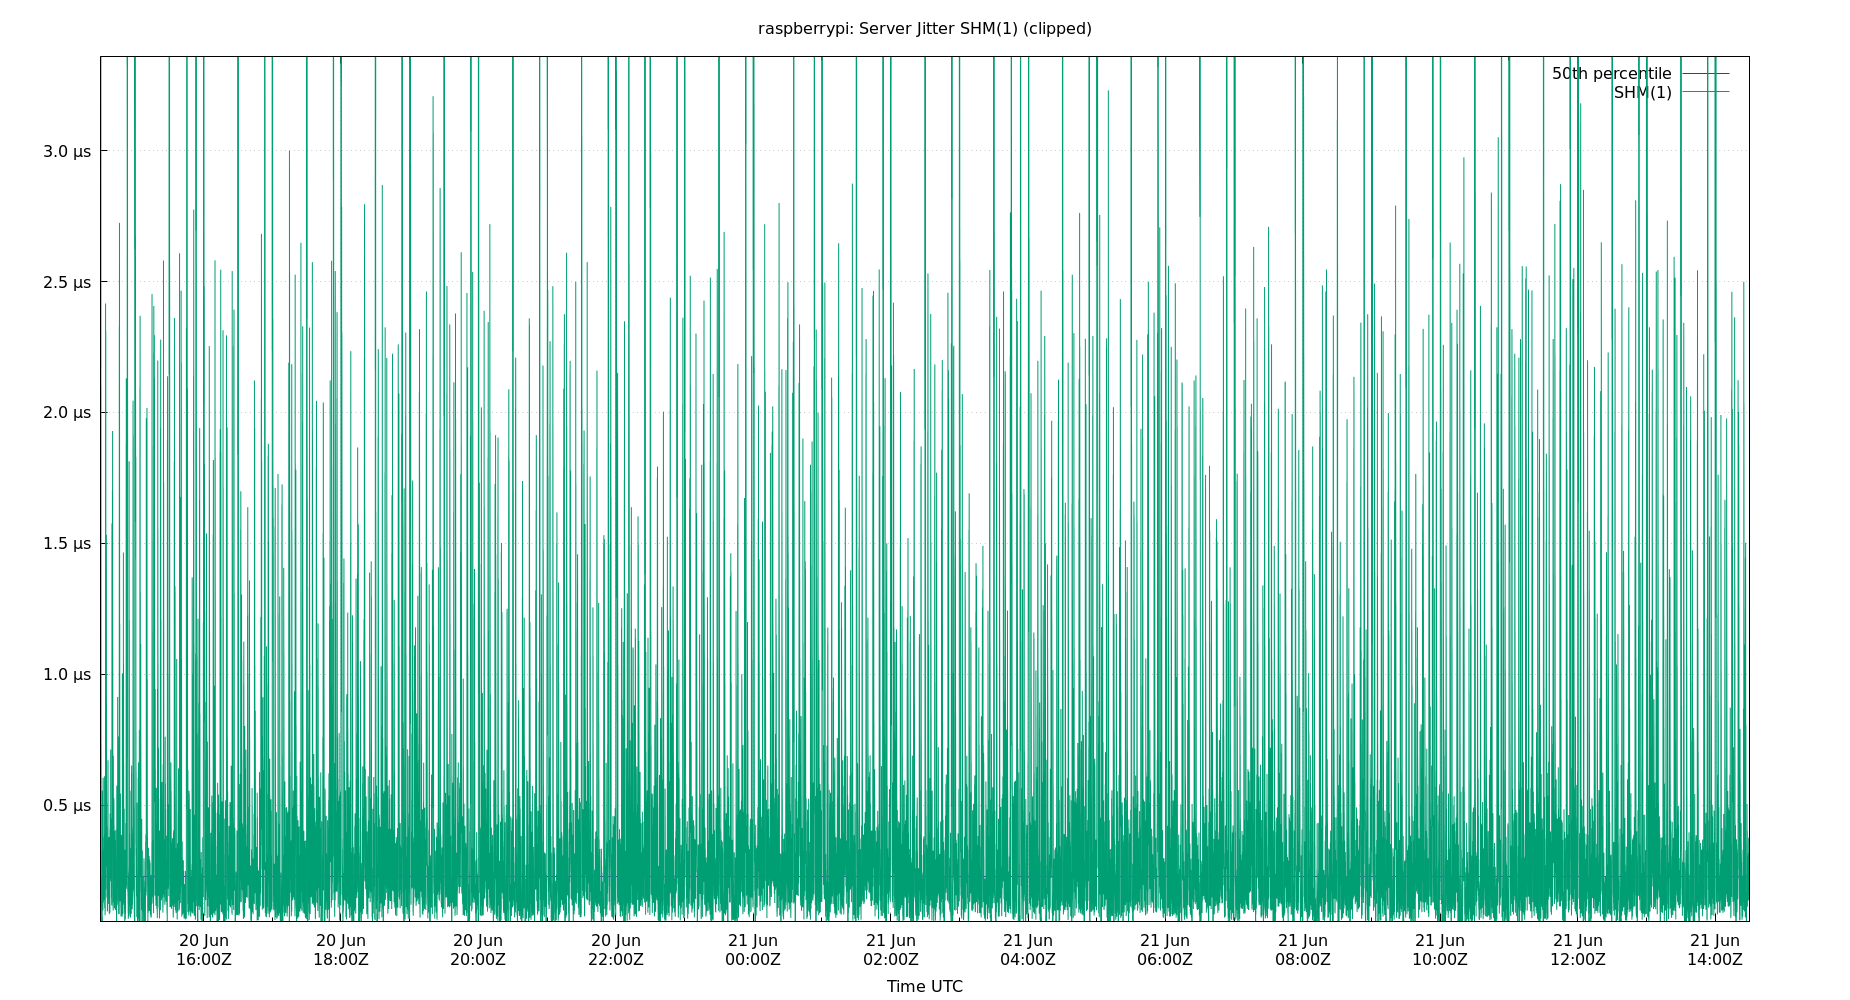 raspberrypi: Server Jitter SHM(1) (clipped)
50th percentile
SHM(1)
3.0 µs
2.5 µs
2.0 µs
1.5 µs
1.0 µs
0.5 µs
20 Jun 20 Jun 20 Jun 20 Jun 21 Jun 21 Jun 21 Jun 21 Jun 21 Jun 21 Jun 21 Jun 21 Jun
16:00Z 18:00Z 20:00Z 22:00Z 00:00Z 02:00Z 04:00Z 06:00Z 08:00Z 10:00Z 12:00Z 14:00Z
Time UTC